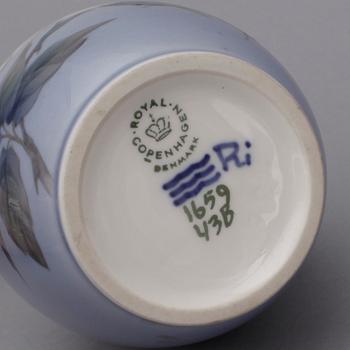 ROYAL
COPENHAGEN
DENMARK
Ri
1659
43B